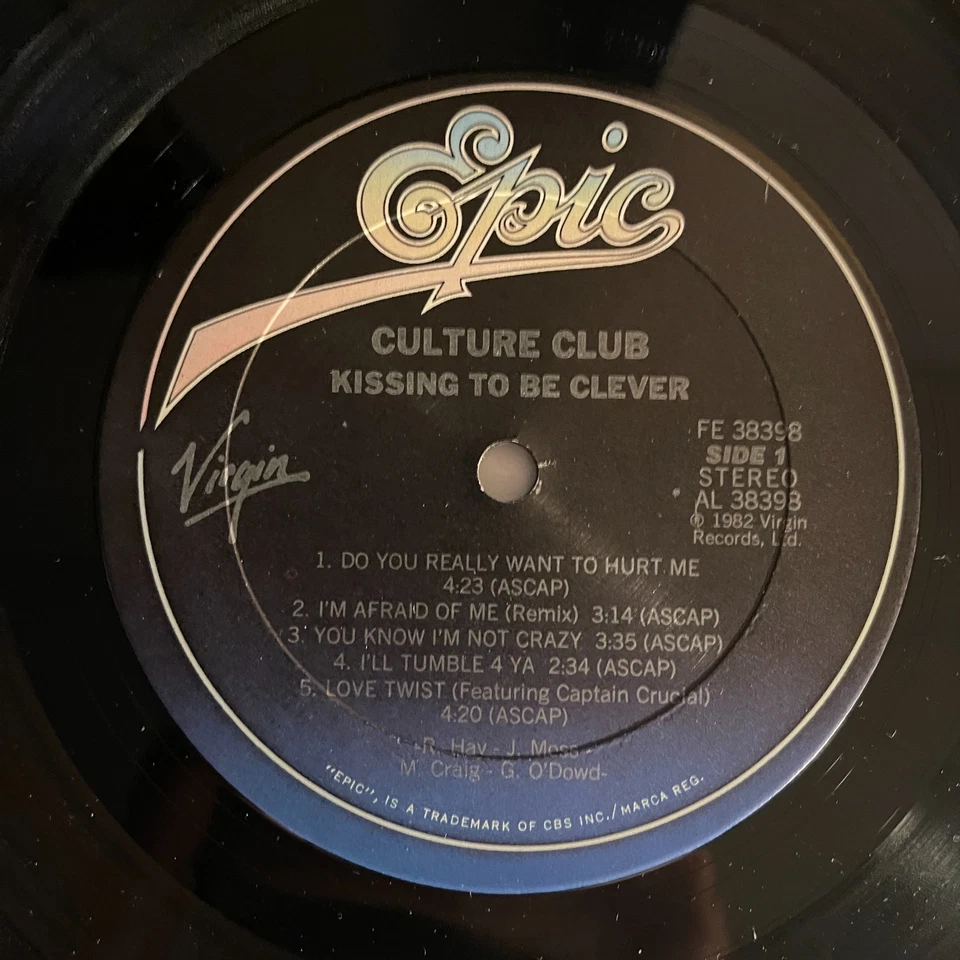 Epic
CULTURE CLUB
KISSING TO BE CLEVER
Virgin
FE 38398
SIDE 1
STEREO
AL 38398
℗ 1982 Virgin
Records, Ltd.
1. DO YOU REALLY WANT TO HURT ME
4:23 (ASCAP)
2. I'M AFRAID OF ME (Remix) 3:14 (ASCAP)
3. YOU KNOW I'M NOT CRAZY 3:35 (ASCAP)
4. I'LL TUMBLE 4 YA 2:34 (ASCAP)
5. LOVE TWIST (Featuring Captain Crucial)
4:20 (ASCAP)
-R. Hay - J. Moss -
M. Craig - G. O'Dowd-
"EPIC", IS A TRADEMARK OF CBS INC./MARCA REG.